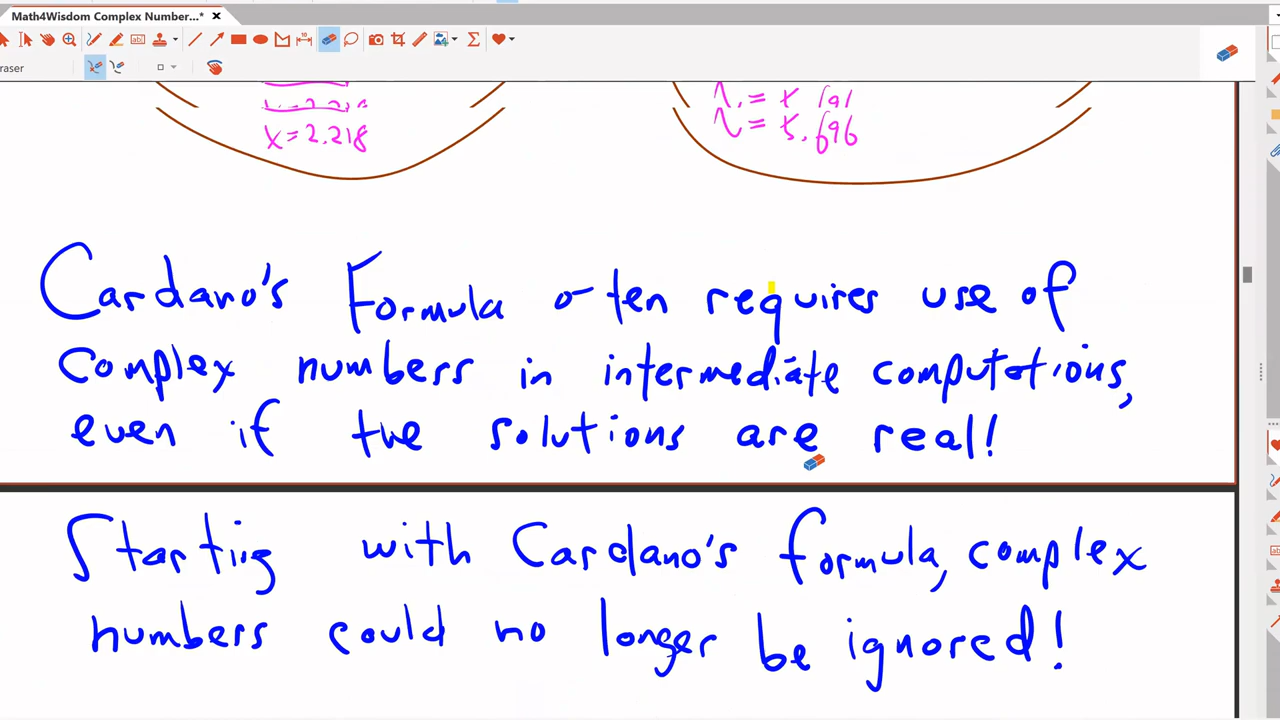 Math4Wisdom Complex Number...*
raser
x=2.218
Cardano's Formula often requires use of
complex numbers in intermediate computations,
even if the solutions are real!
Starting with Cardano's formula, complex
numbers could no longer be ignored!